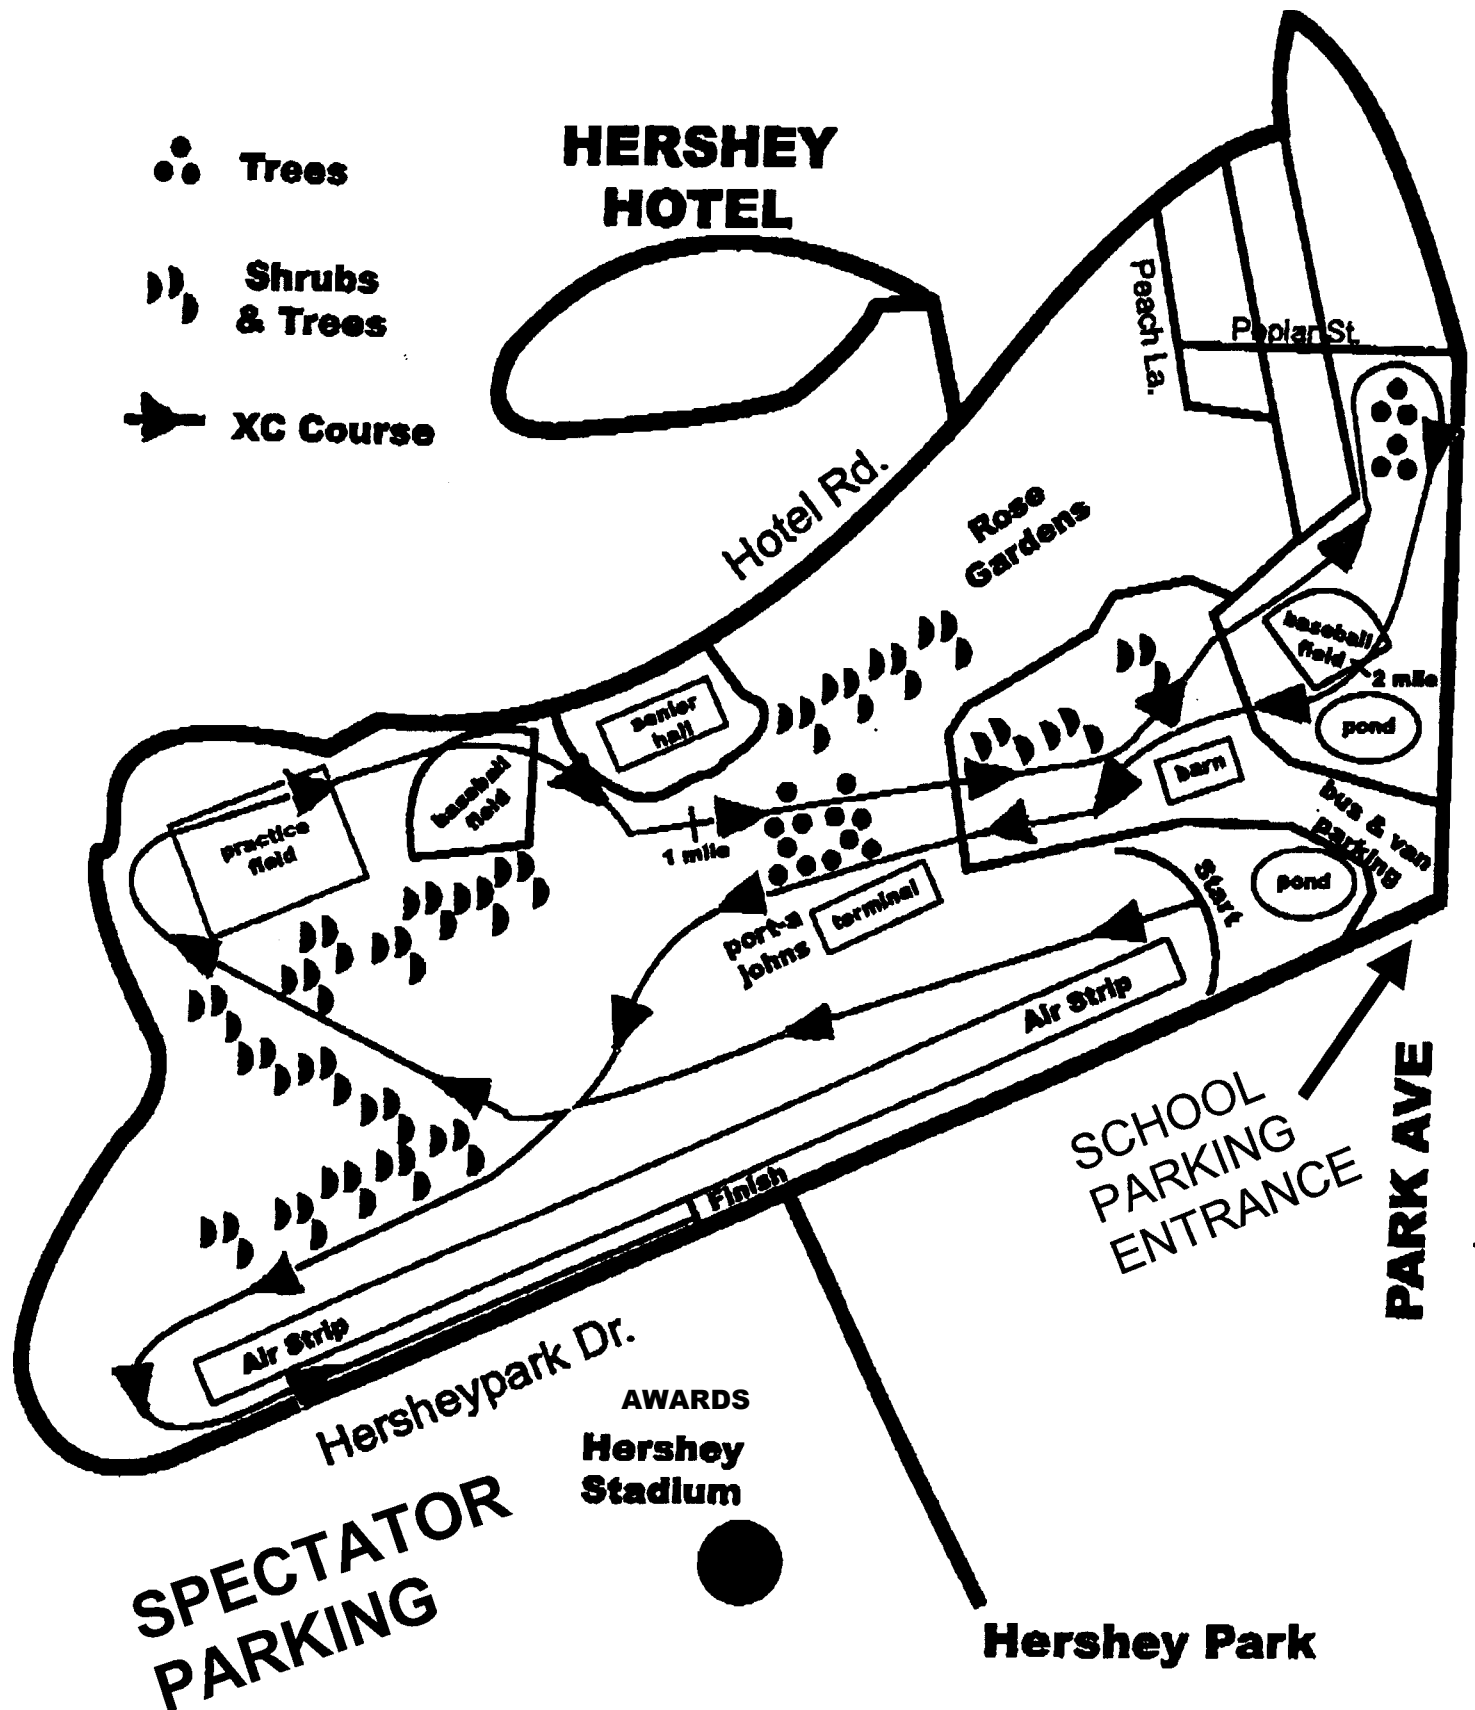 HERSHEY
HOTEL
Trees
Shrubs
& Trees
XC Course
Peach La.
Poplar St.
Hotel Rd.
Rose
Gardens
baseball
field
2 mile
pond
senior
hall
barn
bus & van
parking
baseball
field
practice
field
1 mile
pond
Start
terminal
port-a
johns
Air Strip
SCHOOL
PARKING
ENTRANCE
PARK AVE
Finish
Air Strip
Hersheypark Dr.
AWARDS
Hershey
Stadium
SPECTATOR
PARKING
Hershey Park